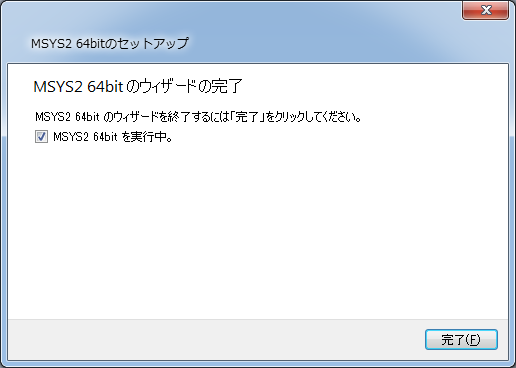 MSYS2 64bitのセットアップ
MSYS2 64bit のウィザードの完了
MSYS2 64bit のウィザードを終了するには「完了」をクリックしてください。
MSYS2 64bit を実行中。
完了(F)